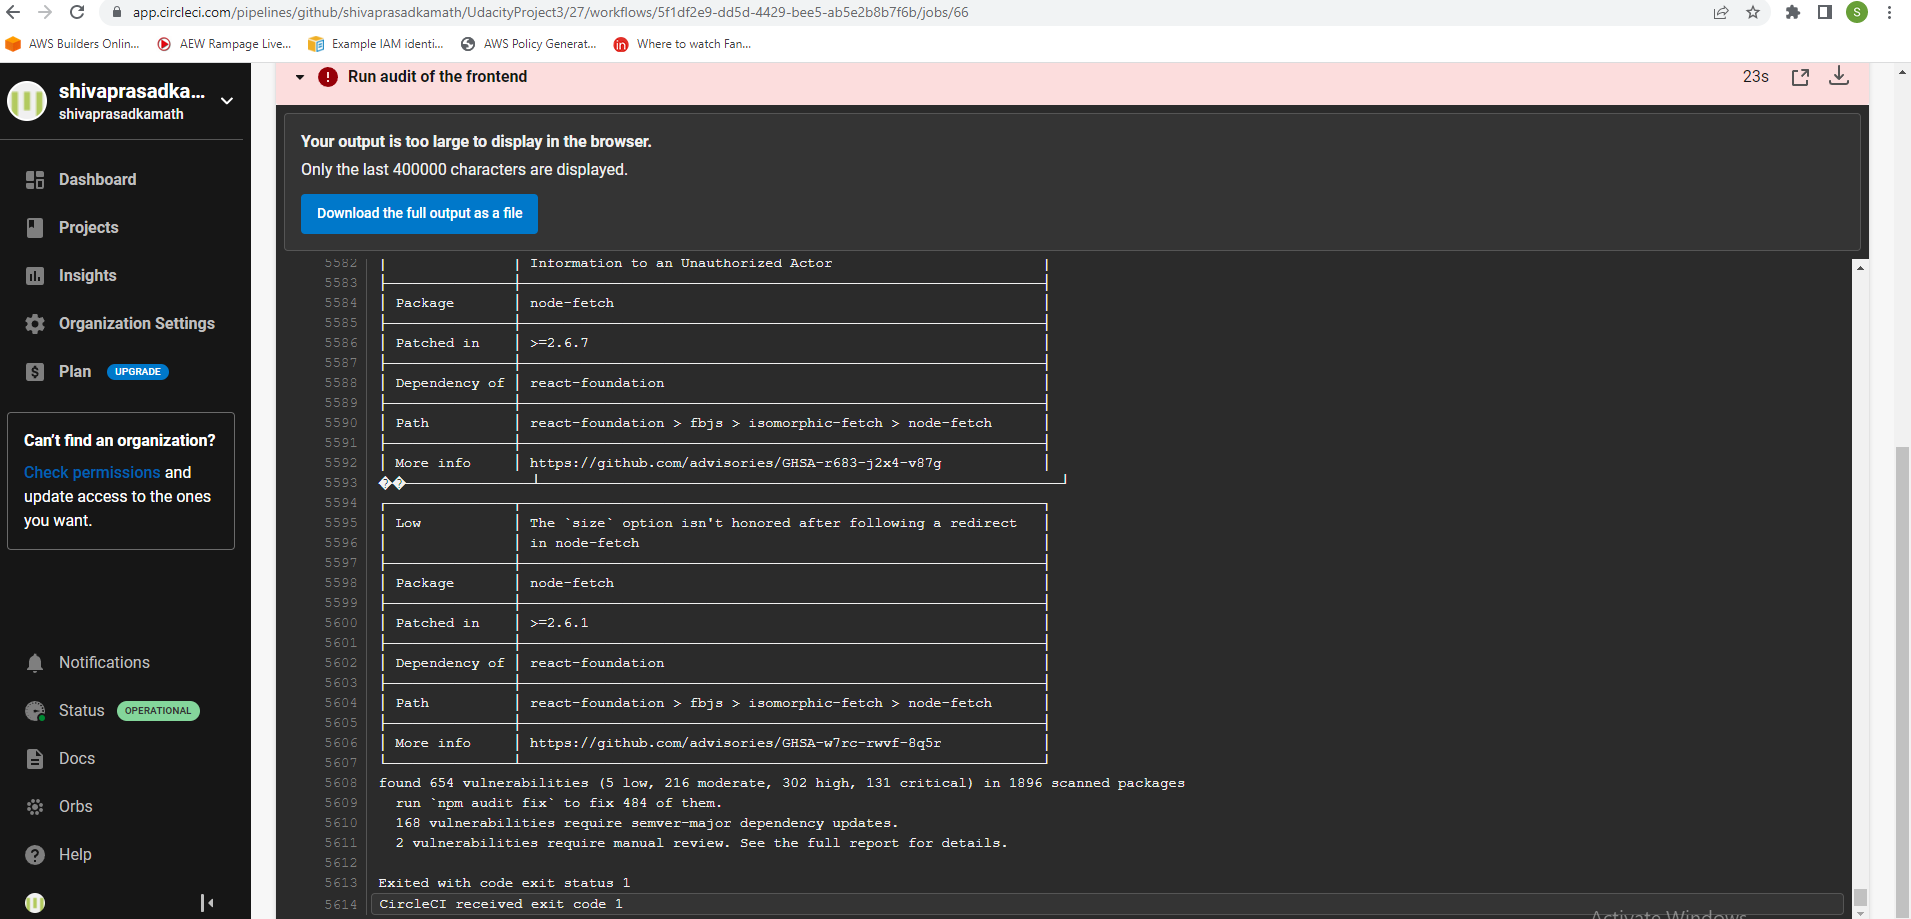 app.circleci.com/pipelines/github/shivaprasadkamath/UdacityProject3/27/workflows/5f1df2e9-dd5d-4429-bee5-ab5e2b8b7f6b/jobs/66
S
AWS Builders Onlin...
AEW Rampage Live...
Example IAM identi...
AWS Policy Generat...
in
Where to watch Fan...
shivaprasadka...
shivaprasadkamath
Dashboard
Projects
Insights
Organization Settings
Plan UPGRADE
Can't find an organization?
Check permissions and
update access to the ones
you want.
Notifications
Status OPERATIONAL
Docs
Orbs
Help
Run audit of the frontend
23s
Your output is too large to display in the browser.
Only the last 400000 characters are displayed.
Download the full output as a file
5582 │ │ Information to an Unauthorized Actor │
5583
5584 │ Package │ node-fetch │
5585
5586 │ Patched in │ >=2.6.7 │
5587
5588 │ Dependency of │ react-foundation │
5589
5590 │ Path │ react-foundation > fbjs > isomorphic-fetch > node-fetch │
5591
5592 │ More info │ https://github.com/advisories/GHSA-r683-j2x4-v87g │
5593 ��
5594
5595 │ Low │ The `size` option isn't honored after following a redirect │
5596 │ │ in node-fetch │
5597
5598 │ Package │ node-fetch │
5599
5600 │ Patched in │ >=2.6.1 │
5601
5602 │ Dependency of │ react-foundation │
5603
5604 │ Path │ react-foundation > fbjs > isomorphic-fetch > node-fetch │
5605
5606 │ More info │ https://github.com/advisories/GHSA-w7rc-rwvf-8q5r │
5607
5608 found 654 vulnerabilities (5 low, 216 moderate, 302 high, 131 critical) in 1896 scanned packages
5609 run `npm audit fix` to fix 484 of them.
5610 168 vulnerabilities require semver-major dependency updates.
5611 2 vulnerabilities require manual review. See the full report for details.
5612
5613 Exited with code exit status 1
5614 CircleCI received exit code 1
Activate Windows